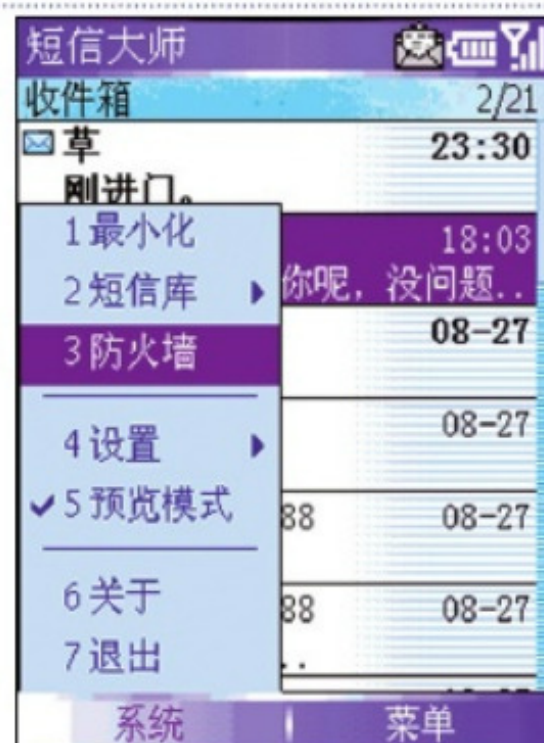 短信大师
收件箱 2/21
草 23:30
刚进门。
1 最小化
18:03
2 短信库
你呢，没问题..
3 防火墙
08-27
4 设置
08-27
5 预览模式
88 08-27
6 关于
88 08-27
7 退出
..
系统 菜单